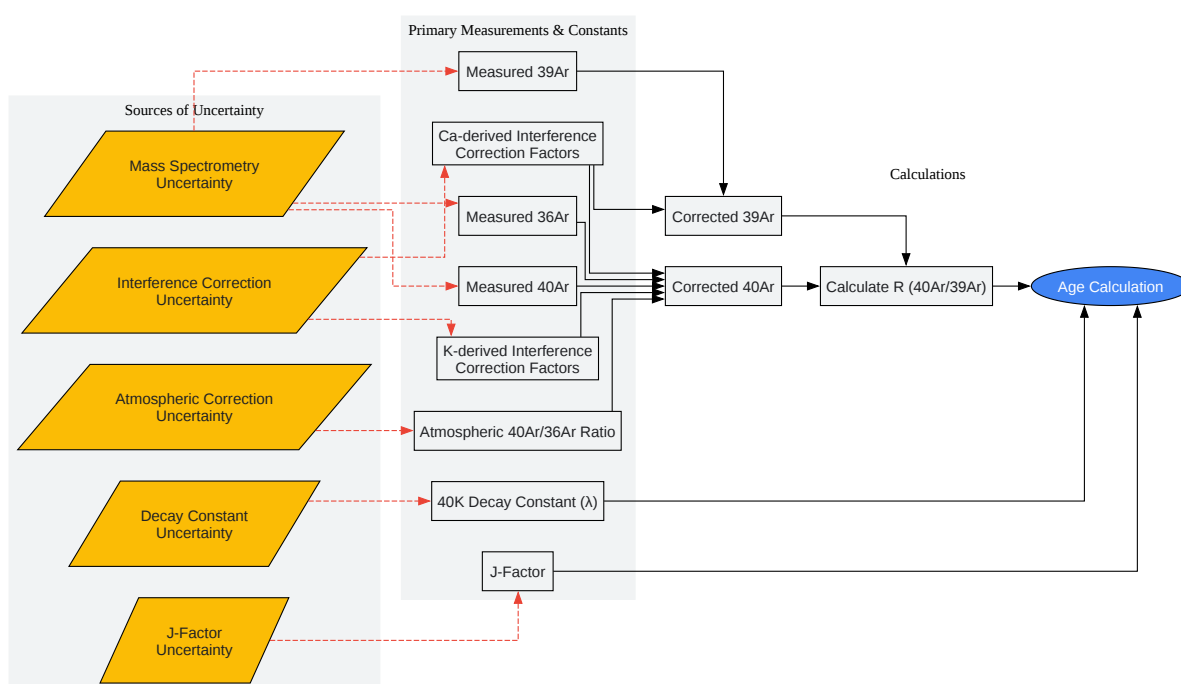 Primary Measurements & Constants
Measured 39Ar
Sources of Uncertainty
Ca-derived Interference
Correction Factors
Mass Spectrometry
Uncertainty
Calculations
Measured 36Ar
Corrected 39Ar
Interference Correction
Uncertainty
Measured 40Ar
Corrected 40Ar
Calculate R (40Ar/39Ar)
Age Calculation
K-derived Interference
Correction Factors
Atmospheric Correction
Uncertainty
Atmospheric 40Ar/36Ar Ratio
Decay Constant
Uncertainty
40K Decay Constant (λ)
J-Factor
J-Factor
Uncertainty